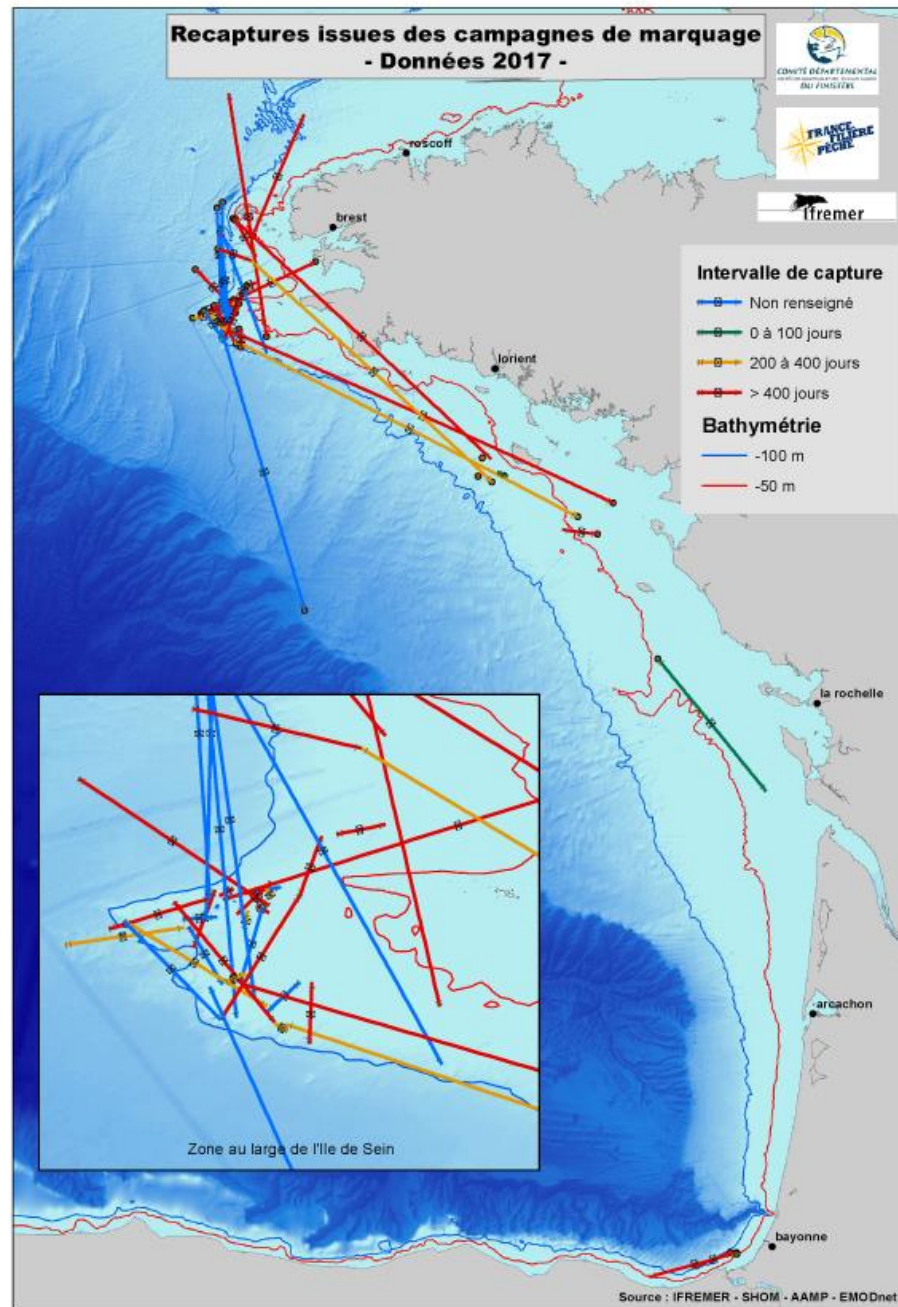 Recaptures issues des campagnes de marquage
- Données 2017 -
COMITÉ DÉPARTEMENTAL
DU FINISTÈRE
FRANCE
FILIÈRE
PÊCHE
Ifremer
roscoff
brest
lorient
la rochelle
arcachon
bayonne
Intervalle de capture
Non renseigné
0 à 100 jours
200 à 400 jours
> 400 jours
Bathymétrie
-100 m
-50 m
Zone au large de l'Ile de Sein
Source : IFREMER - SHOM - AAMP - EMODnet